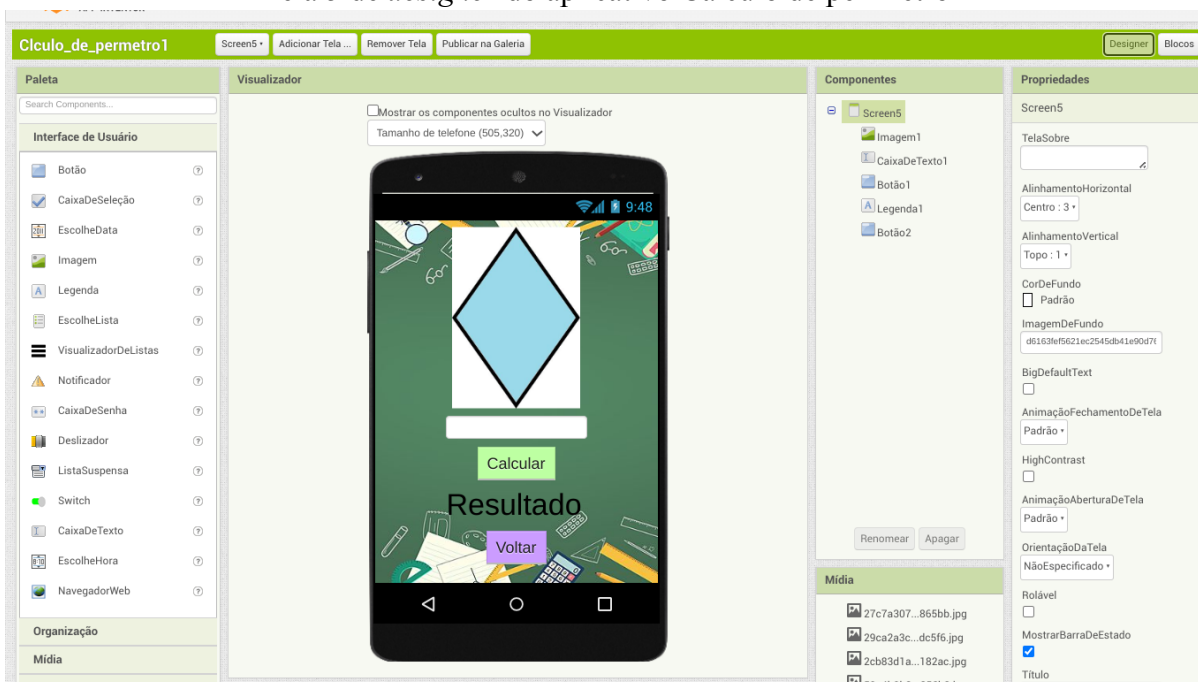 Clculo_de_permetro1
Screen5
Adicionar Tela ...
Remover Tela
Publicar na Galeria
Designer
Blocos
Paleta
Search Components...
Interface de Usuário
Botão
CaixaDeSeleção
EscolheData
Imagem
Legenda
EscolheLista
VisualizadorDeListas
Notificador
CaixaDeSenha
Deslizador
ListaSuspensa
Switch
CaixaDeTexto
EscolheHora
NavegadorWeb
Organização
Mídia
Visualizador
Mostrar os componentes ocultos no Visualizador
Tamanho de telefone (505,320)
9:48
Calcular
Resultado
Voltar
Componentes
Screen5
Imagem1
CaixaDeTexto1
Botão1
Legenda1
Botão2
Renomear
Apagar
Mídia
27c7a307...865bb.jpg
29ca2a3c...dc5f6.jpg
2cb83d1a...182ac.jpg
Propriedades
Screen5
TelaSobre
AlinhamentoHorizontal
Centro : 3
AlinhamentoVertical
Topo : 1
CorDeFundo
Padrão
ImagemDeFundo
d6163fef5621ec2545db41e90d7
BigDefaultText
AnimaçãoFechamentoDeTela
Padrão
HighContrast
AnimaçãoAberturaDeTela
Padrão
OrientaçãoDaTela
NãoEspecificado
Rolável
MostrarBarraDeEstado
Título